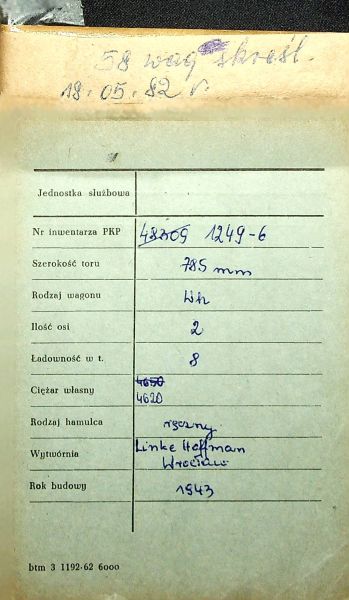 58 wag skreśl.
18.05.82 r.
Jednostka służbowa
Nr inwentarza PKP 1249-6
Szerokość toru 785 mm
Rodzaj wagonu Wh
Ilość osi 2
Ładowność w t. 8
Ciężar własny 4650
4620
Rodzaj hamulca ręczny
Wytwórnia Linke Hoffman
Wrocław
Rok budowy 1943
btm 3 1192-62 6000